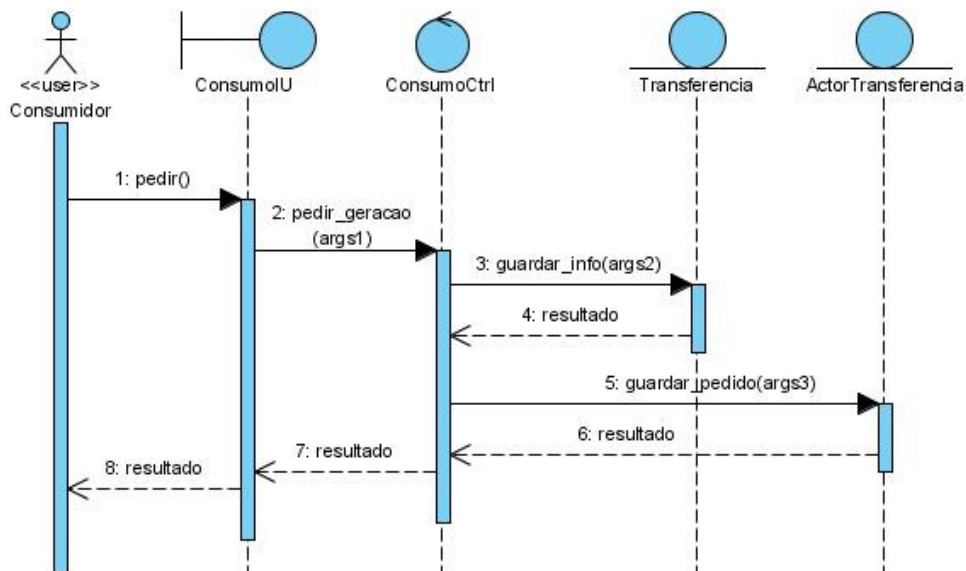 <<user>>
Consumidor
ConsumoIU
ConsumoCtrl
Transferencia
ActorTransferencia
1: pedir()
2: pedir_geracao
(args1)
3: guardar_info(args2)
4: resultado
5: guardar_pedido(args3)
6: resultado
7: resultado
8: resultado